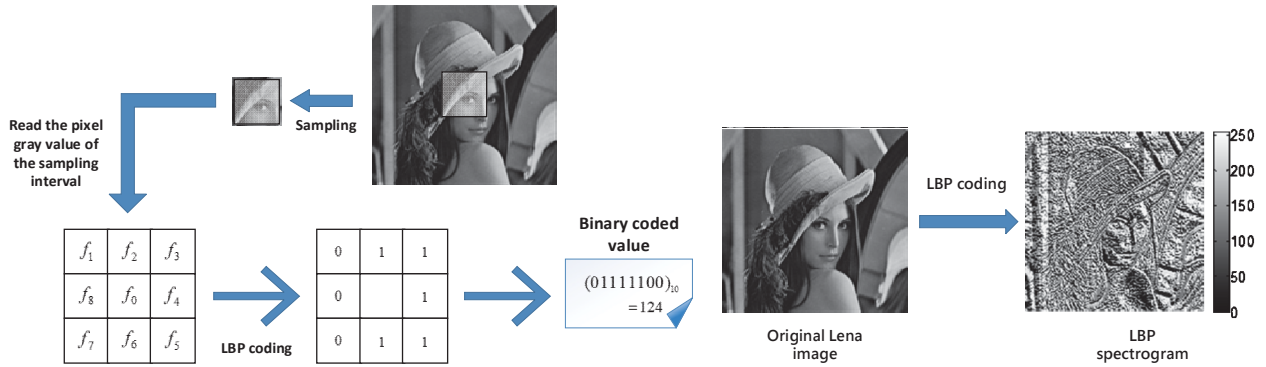 Sampling
Read the pixel
gray value of
the sampling
interval
f₁ f₂ f₃
f₈ f₀ f₄
f₇ f₆ f₅
LBP coding
0 1 1
0 1
0 1 1
Binary coded
value
(01111100)₁₀
=124
Original Lena
image
LBP coding
250
200
150
100
50
0
LBP
spectrogram